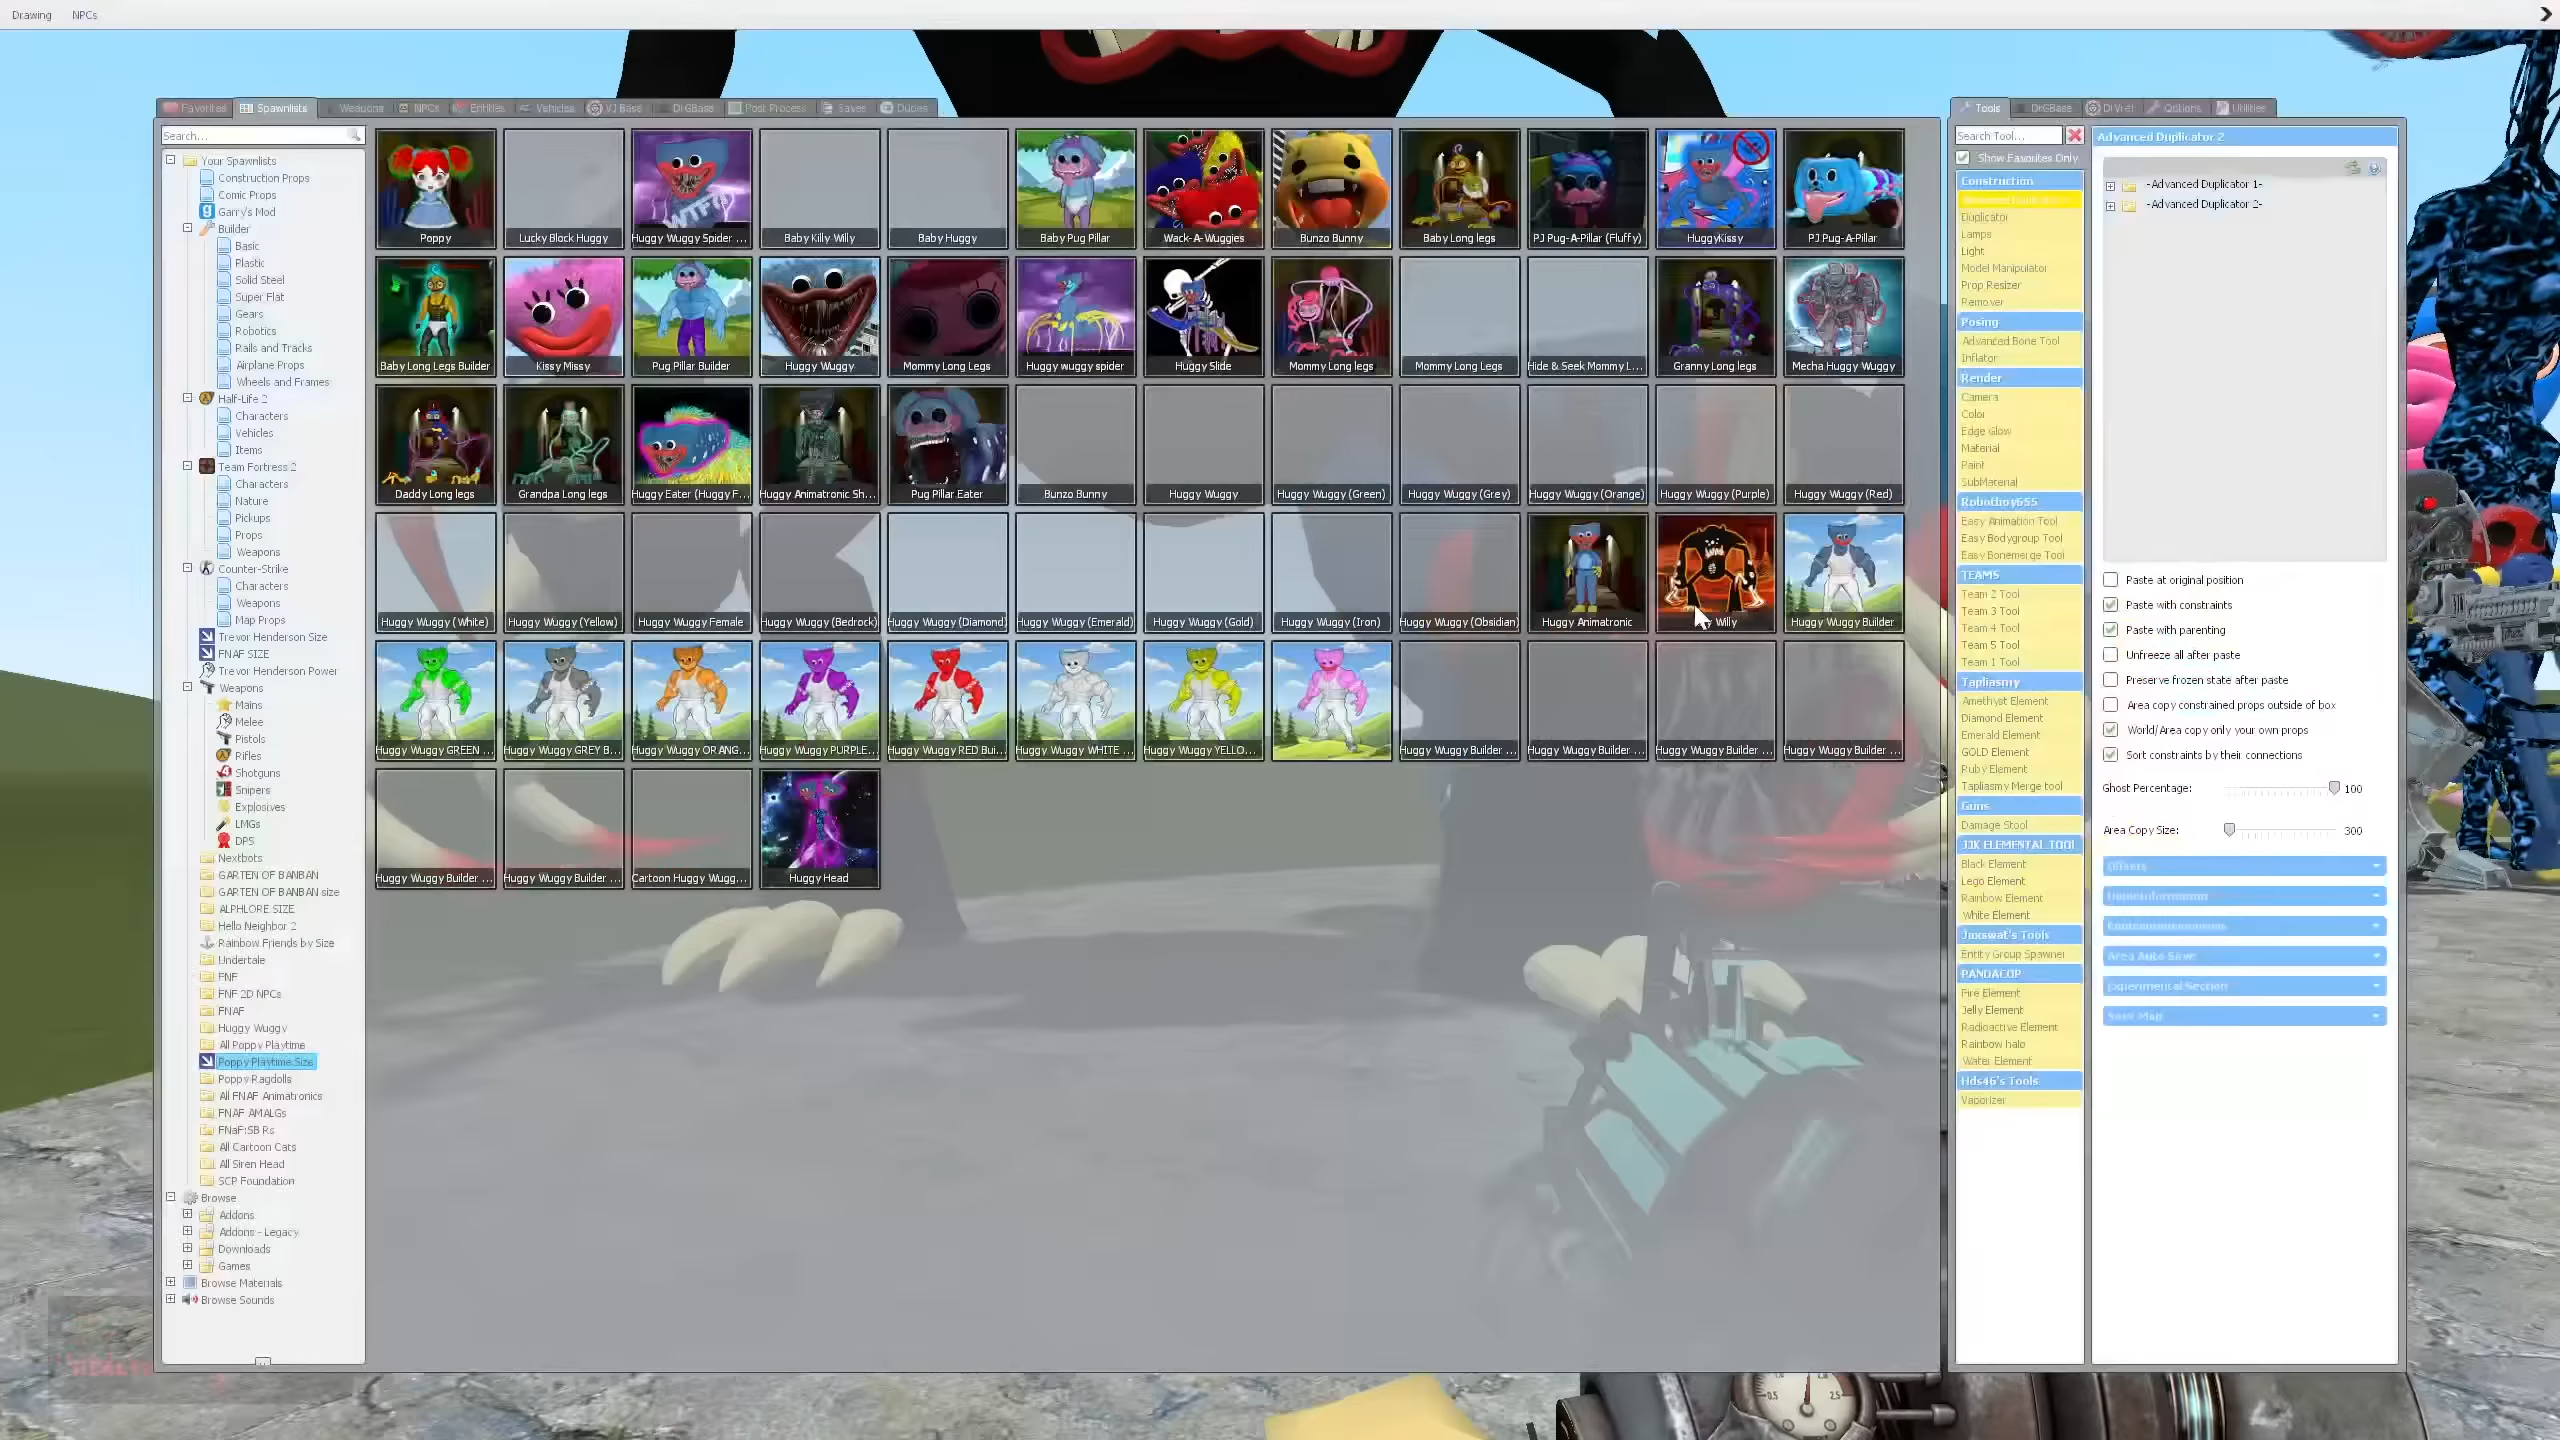 Drawing NPCs
Favorites Spawnlists Weapons NPCs Entities Vehicles VJ Base DrGBase Post Process Saves Dupes
Search...
Your Spawnlists
Construction Props
Comic Props
Garry's Mod
Builder
Basic
Plastic
Solid Steel
Super Flat
Gears
Robotics
Rails and Tracks
Airplane Props
Wheels and Frames
Half-Life 2
Characters
Vehicles
Items
Team Fortress 2
Characters
Nature
Pickups
Props
Weapons
Counter-Strike
Characters
Weapons
Map Props
Trevor Henderson Size
FNAF SIZE
Trevor Henderson Power
Weapons
Mains
Melee
Pistols
Rifles
Shotguns
Snipers
Explosives
LMGs
DPS
Nextbots
GARTEN OF BANBAN
GARTEN OF BANBAN size
ALPHLORE SIZE
Hello Neighbor 2
Rainbow Friends by Size
Undertale
FNF
FNF 2D NPCs
FNAF
Huggy Wuggy
All Poppy Playtime
Poppy Playtime Size
Poppy Ragdolls
All FNAF Animatronics
FNAF AMALGs
FNaF:SB Rs
All Cartoon Cats
All Siren Head
SCP Foundation
Browse
Addons
Addons - Legacy
Downloads
Games
Browse Materials
Browse Sounds
Poppy Lucky Block Huggy Huggy Wuggy Spider ... Baby Killy Willy Baby Huggy Baby Pug Pillar Wack-A-Wuggies Bunzo Bunny Baby Long legs PJ Pug-A-Pillar (Fluffy) HuggyKissy PJ Pug-A-Pillar
Baby Long Legs Builder Kissy Missy Pug Pillar Builder Huggy Wuggy Mommy Long Legs Huggy wuggy spider Huggy Slide Mommy Long legs Mommy Long Legs Hide & Seek Mommy L... Granny Long legs Mecha Huggy Wuggy
Daddy Long legs Grandpa Long legs Huggy Eater (Huggy F... Huggy Animatronic Sh... Pug Pillar Eater Bunzo Bunny Huggy Wuggy Huggy Wuggy (Green) Huggy Wuggy (Grey) Huggy Wuggy (Orange) Huggy Wuggy (Purple) Huggy Wuggy (Red)
Huggy Wuggy (White) Huggy Wuggy (Yellow) Huggy Wuggy Female Huggy Wuggy (Bedrock) Huggy Wuggy (Diamond) Huggy Wuggy (Emerald) Huggy Wuggy (Gold) Huggy Wuggy (Iron) Huggy Wuggy (Obsidian) Huggy Animatronic Willy Huggy Wuggy Builder
Huggy Wuggy GREEN ... Huggy Wuggy GREY B... Huggy Wuggy ORANG... Huggy Wuggy PURPLE... Huggy Wuggy RED Bui... Huggy Wuggy WHITE ... Huggy Wuggy YELLO... Huggy Wuggy Builder ... Huggy Wuggy Builder ... Huggy Wuggy Builder ... Huggy Wuggy Builder ...
Huggy Wuggy Builder ... Huggy Wuggy Builder ... Cartoon Huggy Wugg... Huggy Head
Tools DrGBase Options Utilities
Search Tool...
Show Favorites Only
Construction
Duplicator
Lamps
Light
Model Manipulator
Prop Resizer
Remover
Posing
Advanced Bone Tool
Inflator
Render
Camera
Color
Edge Glow
Material
Paint
SubMaterial
Robotboy655
Easy Animation Tool
Easy Bodygroup Tool
Easy Bonemerge Tool
TEAMS
Team 2 Tool
Team 3 Tool
Team 4 Tool
Team 5 Tool
Team 1 Tool
Tapliasmy
Amethyst Element
Diamond Element
Emerald Element
GOLD Element
Ruby Element
Tapliasmy Merge tool
Guns
Damage Stool
JJK ELEMENTAL TOOL
Black Element
Lego Element
Rainbow Element
White Element
Juxswat's Tools
Entity Group Spawner
PANDACOP
Fire Element
Jelly Element
Radioactive Element
Rainbow halo
Water Element
Hds46's Tools
Vaporizer
Advanced Duplicator 2
-Advanced Duplicator 1-
-Advanced Duplicator 2-
Paste at original position
Paste with constraints
Paste with parenting
Unfreeze all after paste
Preserve frozen state after paste
Area copy constrained props outside of box
World/Area copy only your own props
Sort constraints by their connections
Ghost Percentage: 100
Area Copy Size: 300
Offsets
Area Auto Save
Experimental Section
Save Map